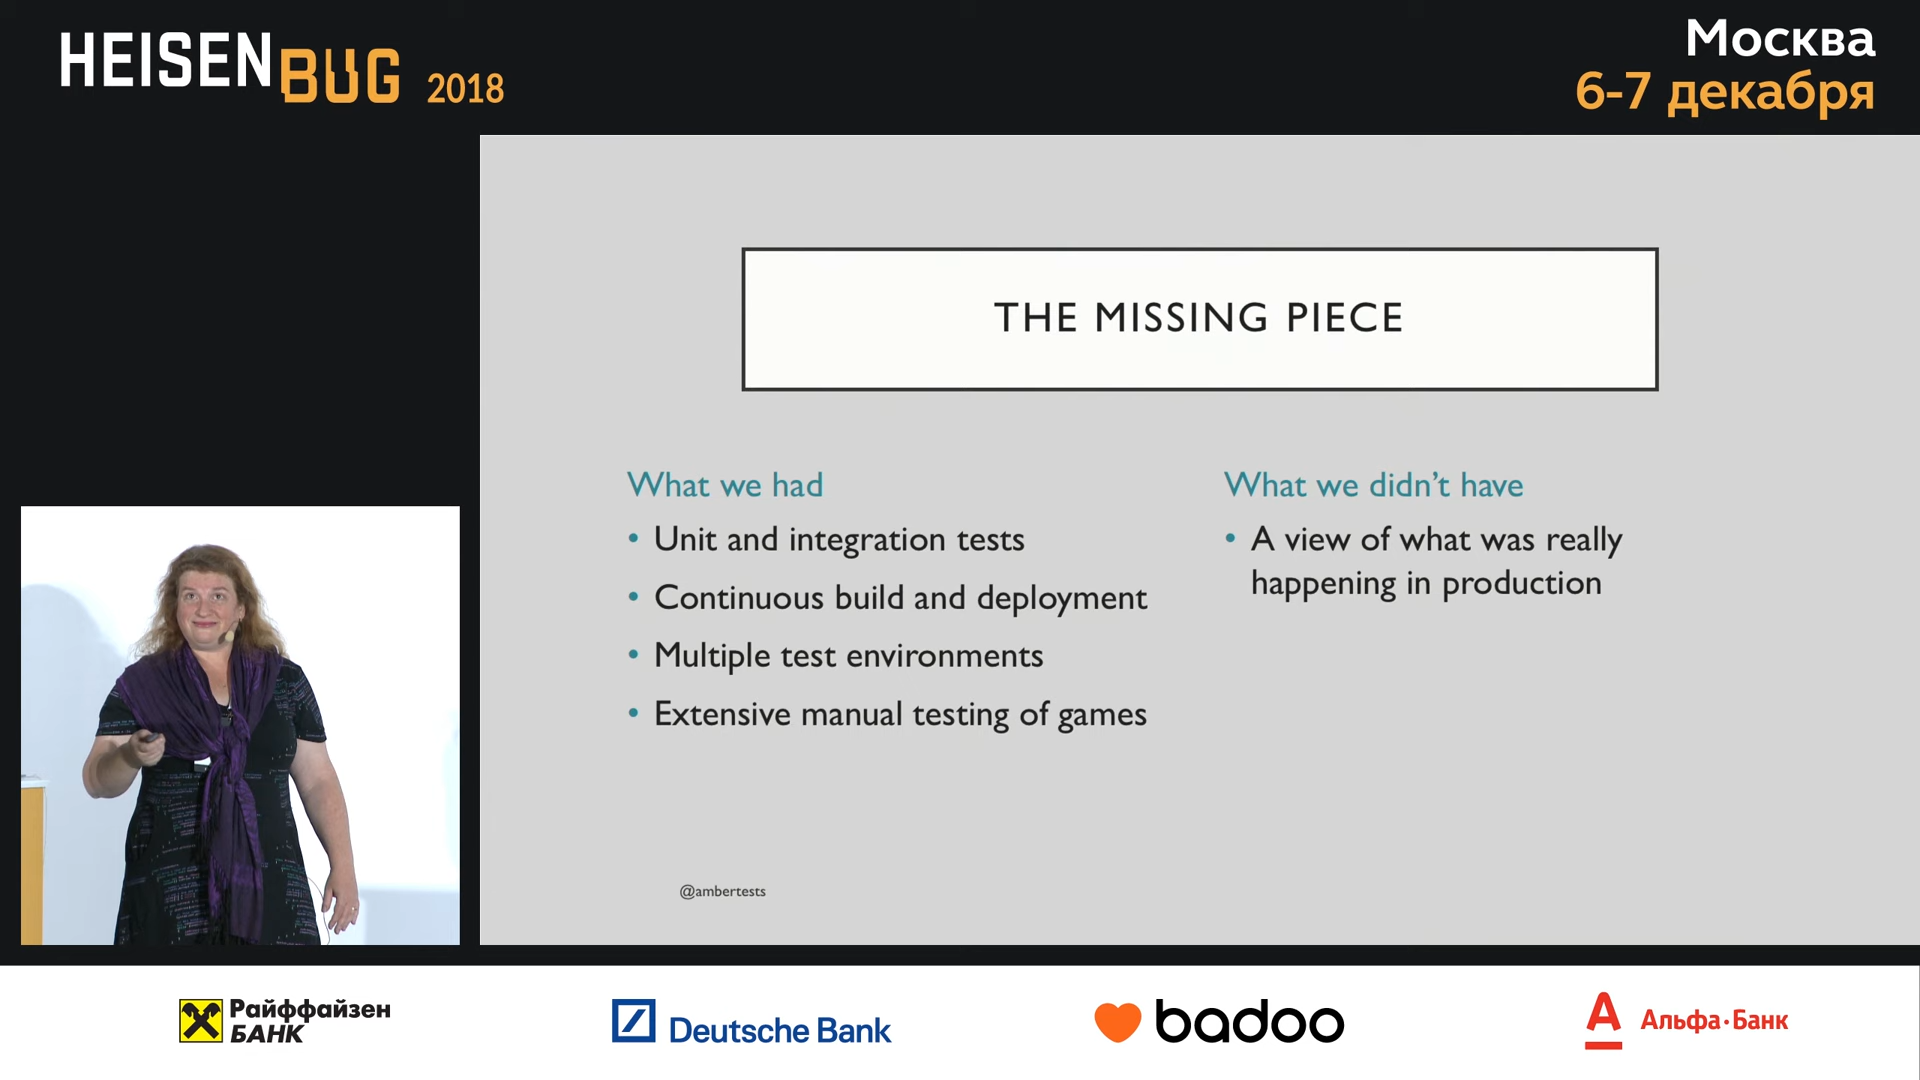 HEISENBUG 2018
Москва
6-7 декабря
THE MISSING PIECE
What we had
• Unit and integration tests
• Continuous build and deployment
• Multiple test environments
• Extensive manual testing of games
What we didn’t have
• A view of what was really
happening in production
@ambertests
Райффайзен
БАНК
Deutsche Bank
badoo
Альфа·Банк